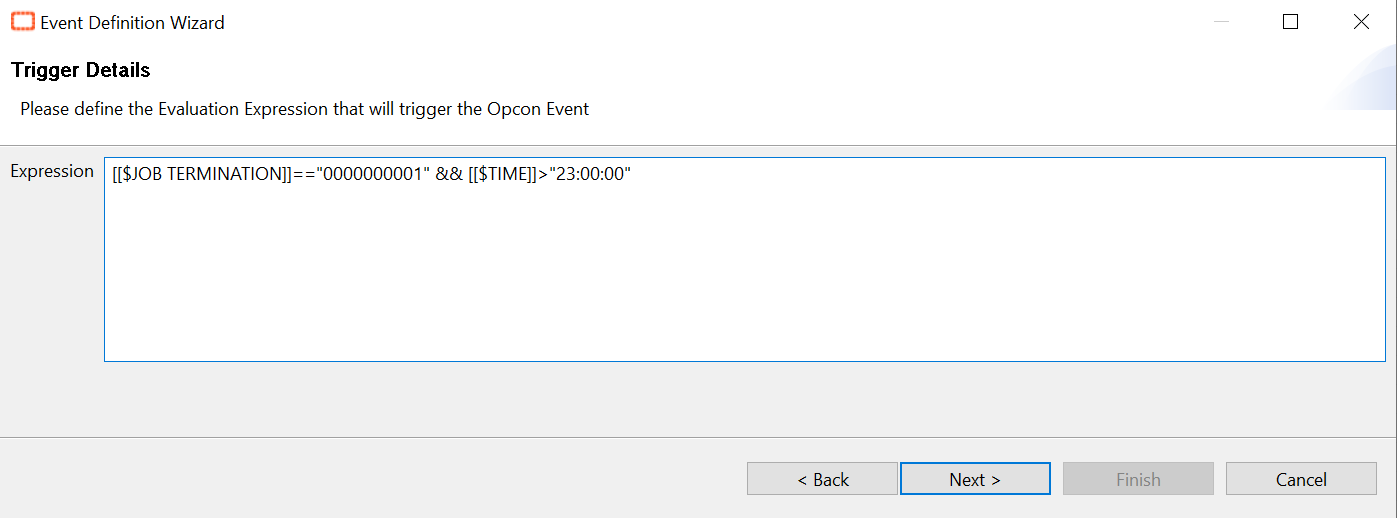 Event Definition Wizard
Trigger Details
Please define the Evaluation Expression that will trigger the Opcon Event
Expression
[[$JOB TERMINATION]]=="0000000001" && [[$TIME]]>"23:00:00"
< Back
Next >
Finish
Cancel